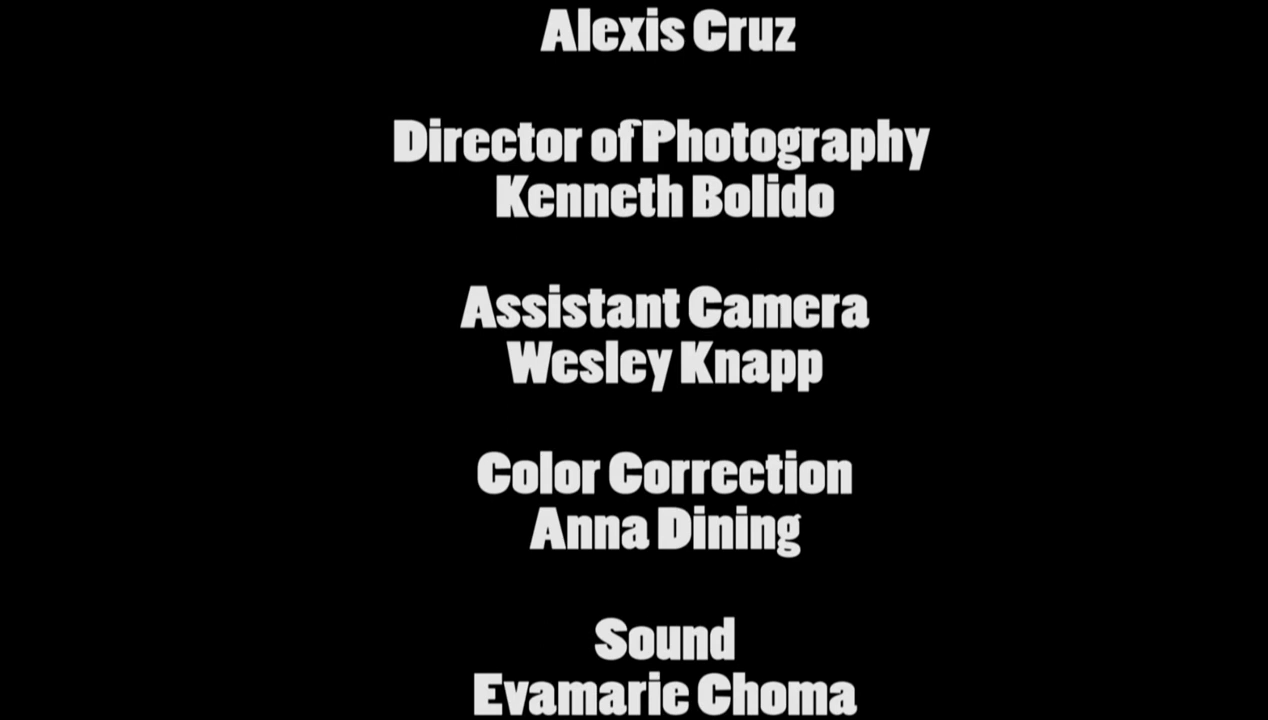 Alexis Cruz
Director of Photography
Kenneth Bolido
Assistant Camera
Wesley Knapp
Color Correction
Anna Dining
Sound
Evamarie Choma